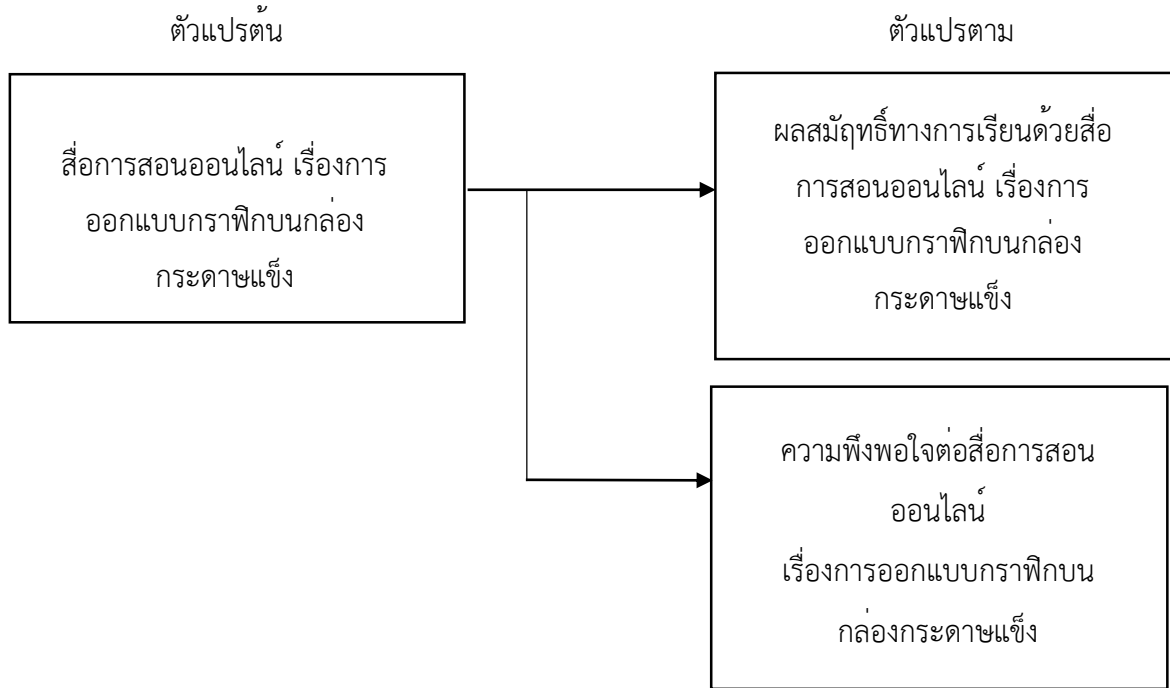 ตัวแปรต้น
ตัวแปรตาม
สื่อการสอนออนไลน์ เรื่องการ
ออกแบบกราฟิกบนกล่อง
กระดาษแข็ง
ผลสมัฤทธิ์ทางการเรียนด้วยสื่อ
การสอนออนไลน์ เรื่องการ
ออกแบบกราฟิกบนกล่อง
กระดาษแข็ง
ความพึงพอใจต่อสื่อการสอน
ออนไลน์
เรื่องการออกแบบกราฟิกบน
กล่องกระดาษแข็ง